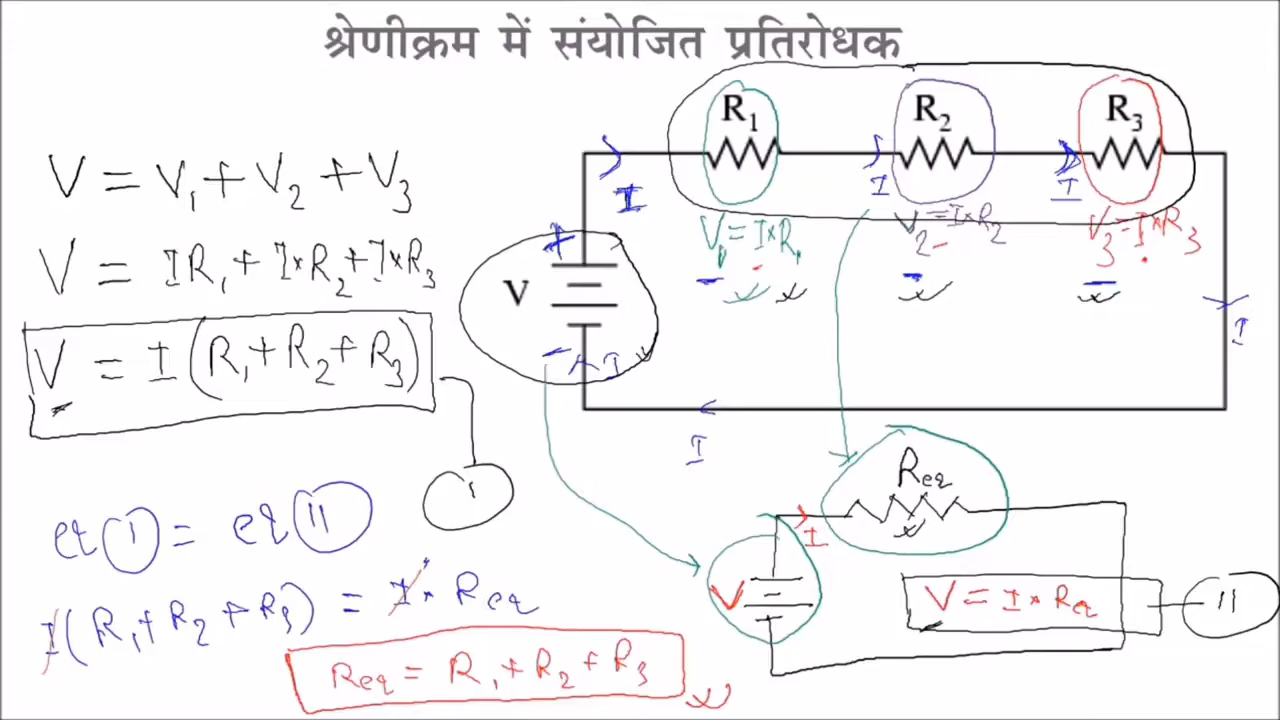 श्रेणीक्रम में संयोजित प्रतिरोधक
R₁ R₂ R₃
I I I
V₁ = I×R₁ V₂ = I×R₂ V₃ = I×R₃
+
V
- I
I
I
V = V₁ + V₂ + V₃
V = IR₁ + I×R₂ + I×R₃
V = I (R₁ + R₂ + R₃)
I
eq (I) = eq (II)
I (R₁ + R₂ + R₃) = I × Req
Req = R₁ + R₂ + R₃
Req
I
V
V = I × Req
II